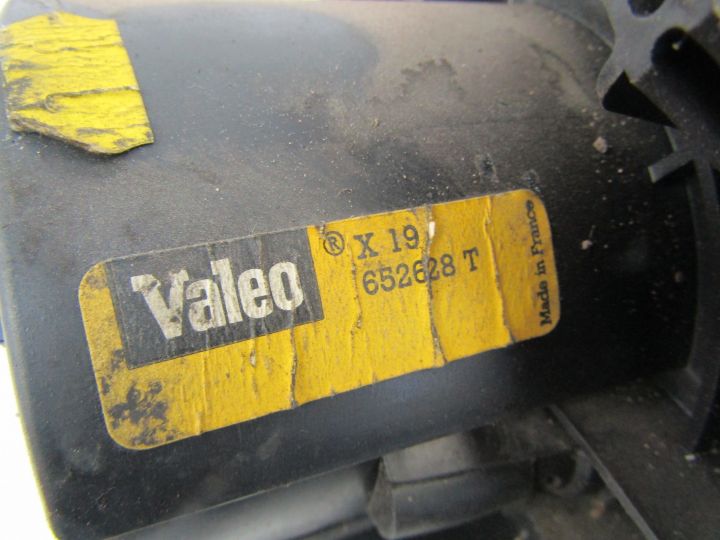 Valeo ® X 19
652628 T
Made in France